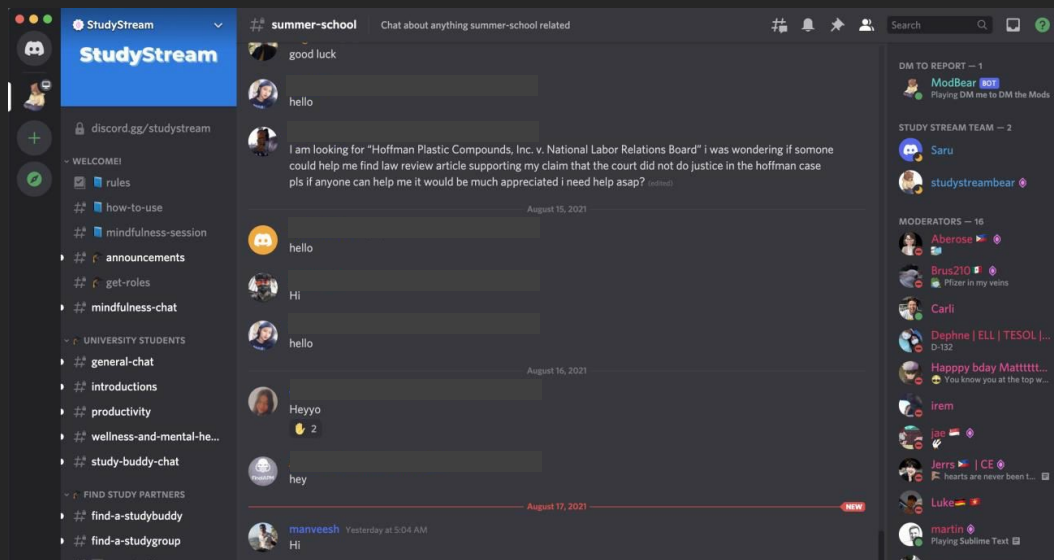 StudyStream
StudyStream
discord.gg/studystream
WELCOME!
rules
how-to-use
mindfulness-session
announcements
get-roles
mindfulness-chat
UNIVERSITY STUDENTS
general-chat
introductions
productivity
wellness-and-mental-he...
study-buddy-chat
FIND STUDY PARTNERS
find-a-studybuddy
find-a-studygroup
summer-school
Chat about anything summer-school related
Search
good luck
hello
I am looking for “Hoffman Plastic Compounds, Inc. v. National Labor Relations Board” i was wondering if somone
could help me find law review article supporting my claim that the court did not do justice in the hoffman case
pls if anyone can help me it would be much appreciated i need help asap? (edited)
August 15, 2021
hello
Hi
hello
August 16, 2021
Heyyo
2
hey
August 17, 2021
NEW
manveesh Yesterday at 5:04 AM
Hi
DM TO REPORT — 1
ModBear BOT
Playing DM me to DM the Mods
STUDY STREAM TEAM — 2
Saru
studystreambear
MODERATORS — 16
Aberose
Brus210
Pfizer in my veins
Carli
Dephne | ELL | TESOL |...
D-132
Happpy bday Matttttt...
You know you at the top w...
irem
jae
Jerrs | CE
hearts are never been t...
Luke
martin
Playing Sublime Text